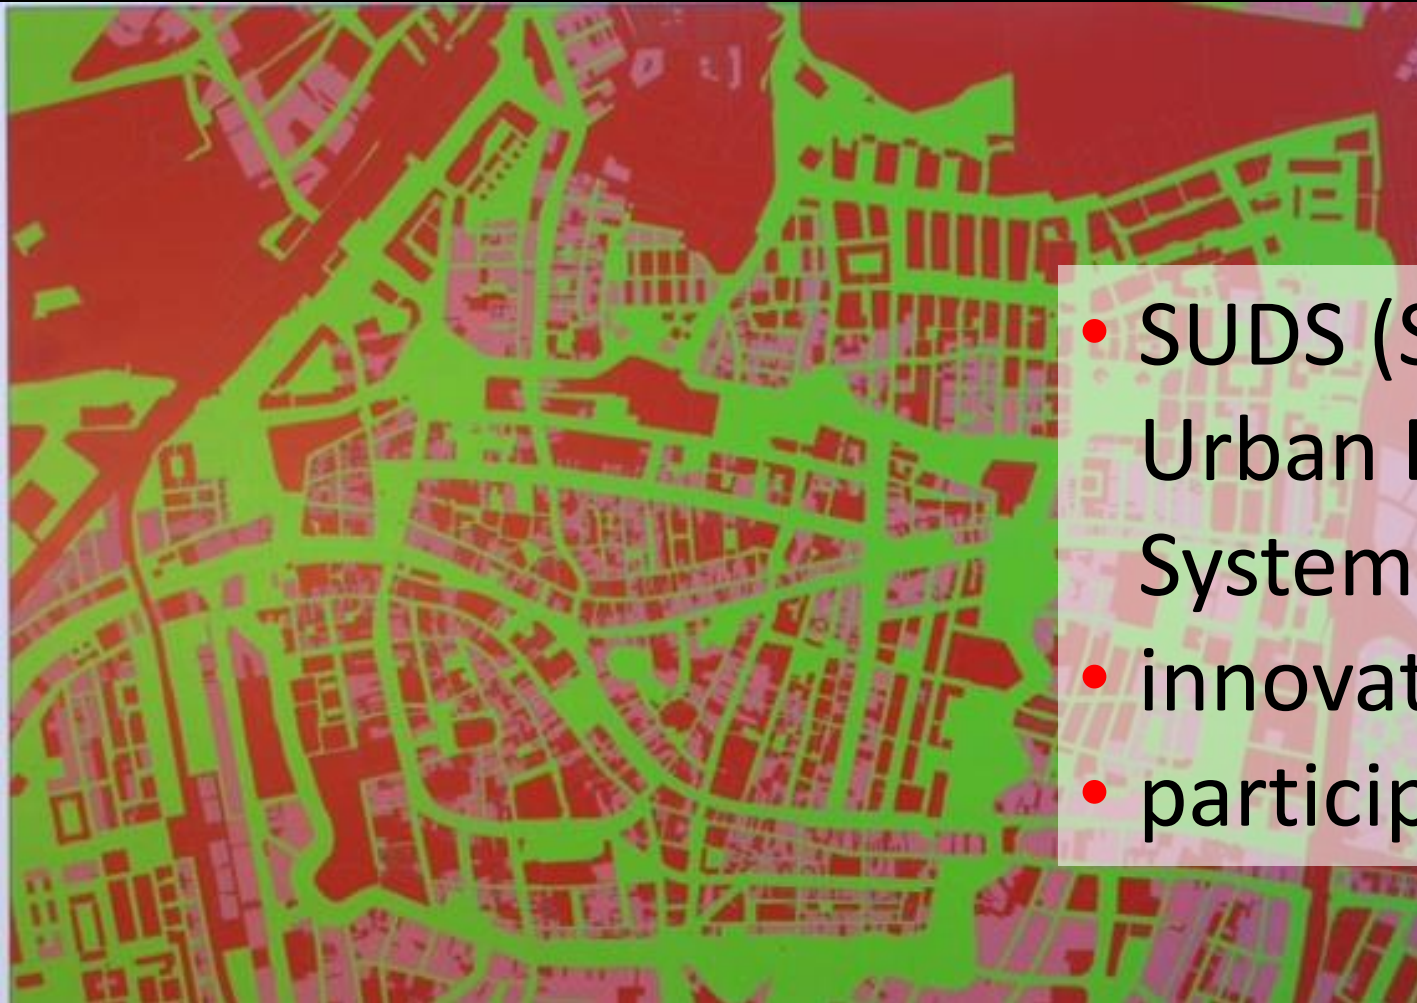 • SUDS (S
Urban
System
• innovat
• particip